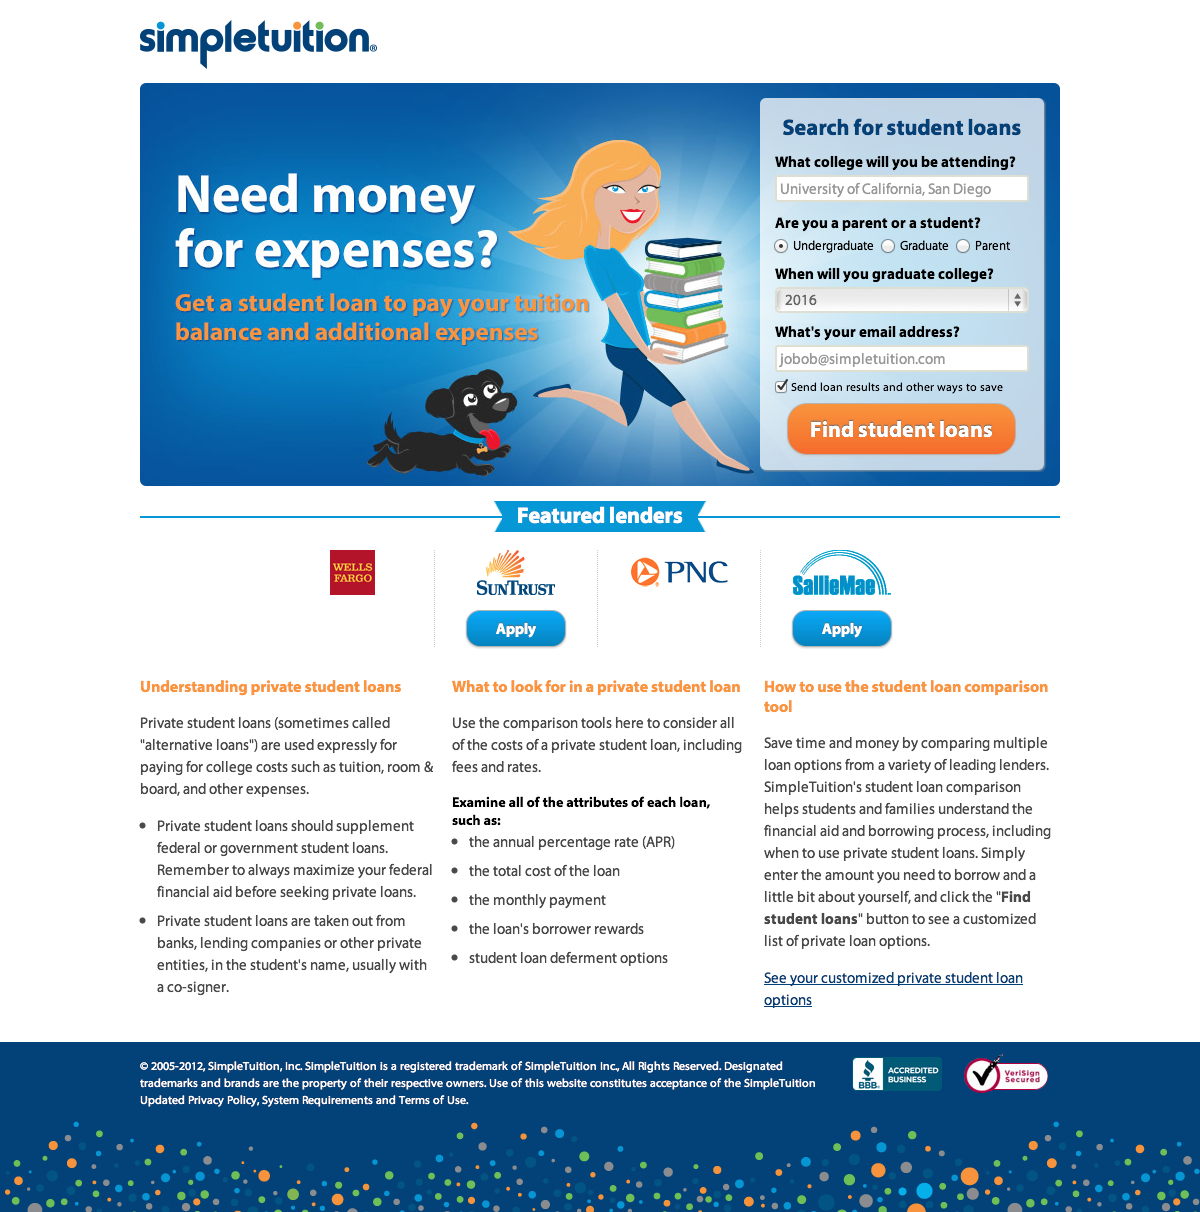 simpletuition®
Need money
for expenses?
Get a student loan to pay your tuition
balance and additional expenses
Search for student loans
What college will you be attending?
University of California, San Diego
Are you a parent or a student?
Undergraduate Graduate Parent
When will you graduate college?
2016
What's your email address?
jobob@simpletuition.com
Send loan results and other ways to save
Find student loans
Featured lenders
WELLS
FARGO
SUNTRUST
PNC
SallieMae
Apply
Apply
Understanding private student loans
Private student loans (sometimes called
"alternative loans") are used expressly for
paying for college costs such as tuition, room &
board, and other expenses.
• Private student loans should supplement
federal or government student loans.
Remember to always maximize your federal
financial aid before seeking private loans.
• Private student loans are taken out from
banks, lending companies or other private
entities, in the student's name, usually with
a co-signer.
What to look for in a private student loan
Use the comparison tools here to consider all
of the costs of a private student loan, including
fees and rates.
Examine all of the attributes of each loan,
such as:
• the annual percentage rate (APR)
• the total cost of the loan
• the monthly payment
• the loan's borrower rewards
• student loan deferment options
How to use the student loan comparison
tool
Save time and money by comparing multiple
loan options from a variety of leading lenders.
SimpleTuition's student loan comparison
helps students and families understand the
financial aid and borrowing process, including
when to use private student loans. Simply
enter the amount you need to borrow and a
little bit about yourself, and click the "Find
student loans" button to see a customized
list of private loan options.
See your customized private student loan
options
© 2005-2012, SimpleTuition, Inc. SimpleTuition is a registered trademark of SimpleTuition Inc., All Rights Reserved. Designated
trademarks and brands are the property of their respective owners. Use of this website constitutes acceptance of the SimpleTuition
Updated Privacy Policy, System Requirements and Terms of Use.
BBB.
ACCREDITED
BUSINESS
VeriSign
Secured